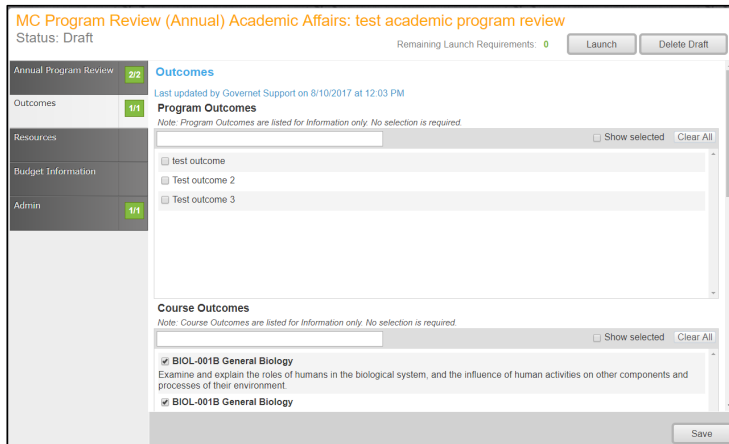 MC Program Review (Annual) Academic Affairs: test academic program review
Status: Draft
Remaining Launch Requirements: 0
Launch
Delete Draft
Annual Program Review 2/2
Outcomes 1/1
Resources
Budget Information
Admin 1/1
Outcomes
Last updated by Governet Support on 8/10/2017 at 12:03 PM
Program Outcomes
Note: Program Outcomes are listed for Information only. No selection is required.
Show selected
Clear All
test outcome
Test outcome 2
Test outcome 3
Course Outcomes
Note: Course Outcomes are listed for Information only. No selection is required.
Show selected
Clear All
BIOL-001B General Biology
Examine and explain the roles of humans in the biological system, and the influence of human activities on other components and
processes of their environment.
BIOL-001B General Biology
Save